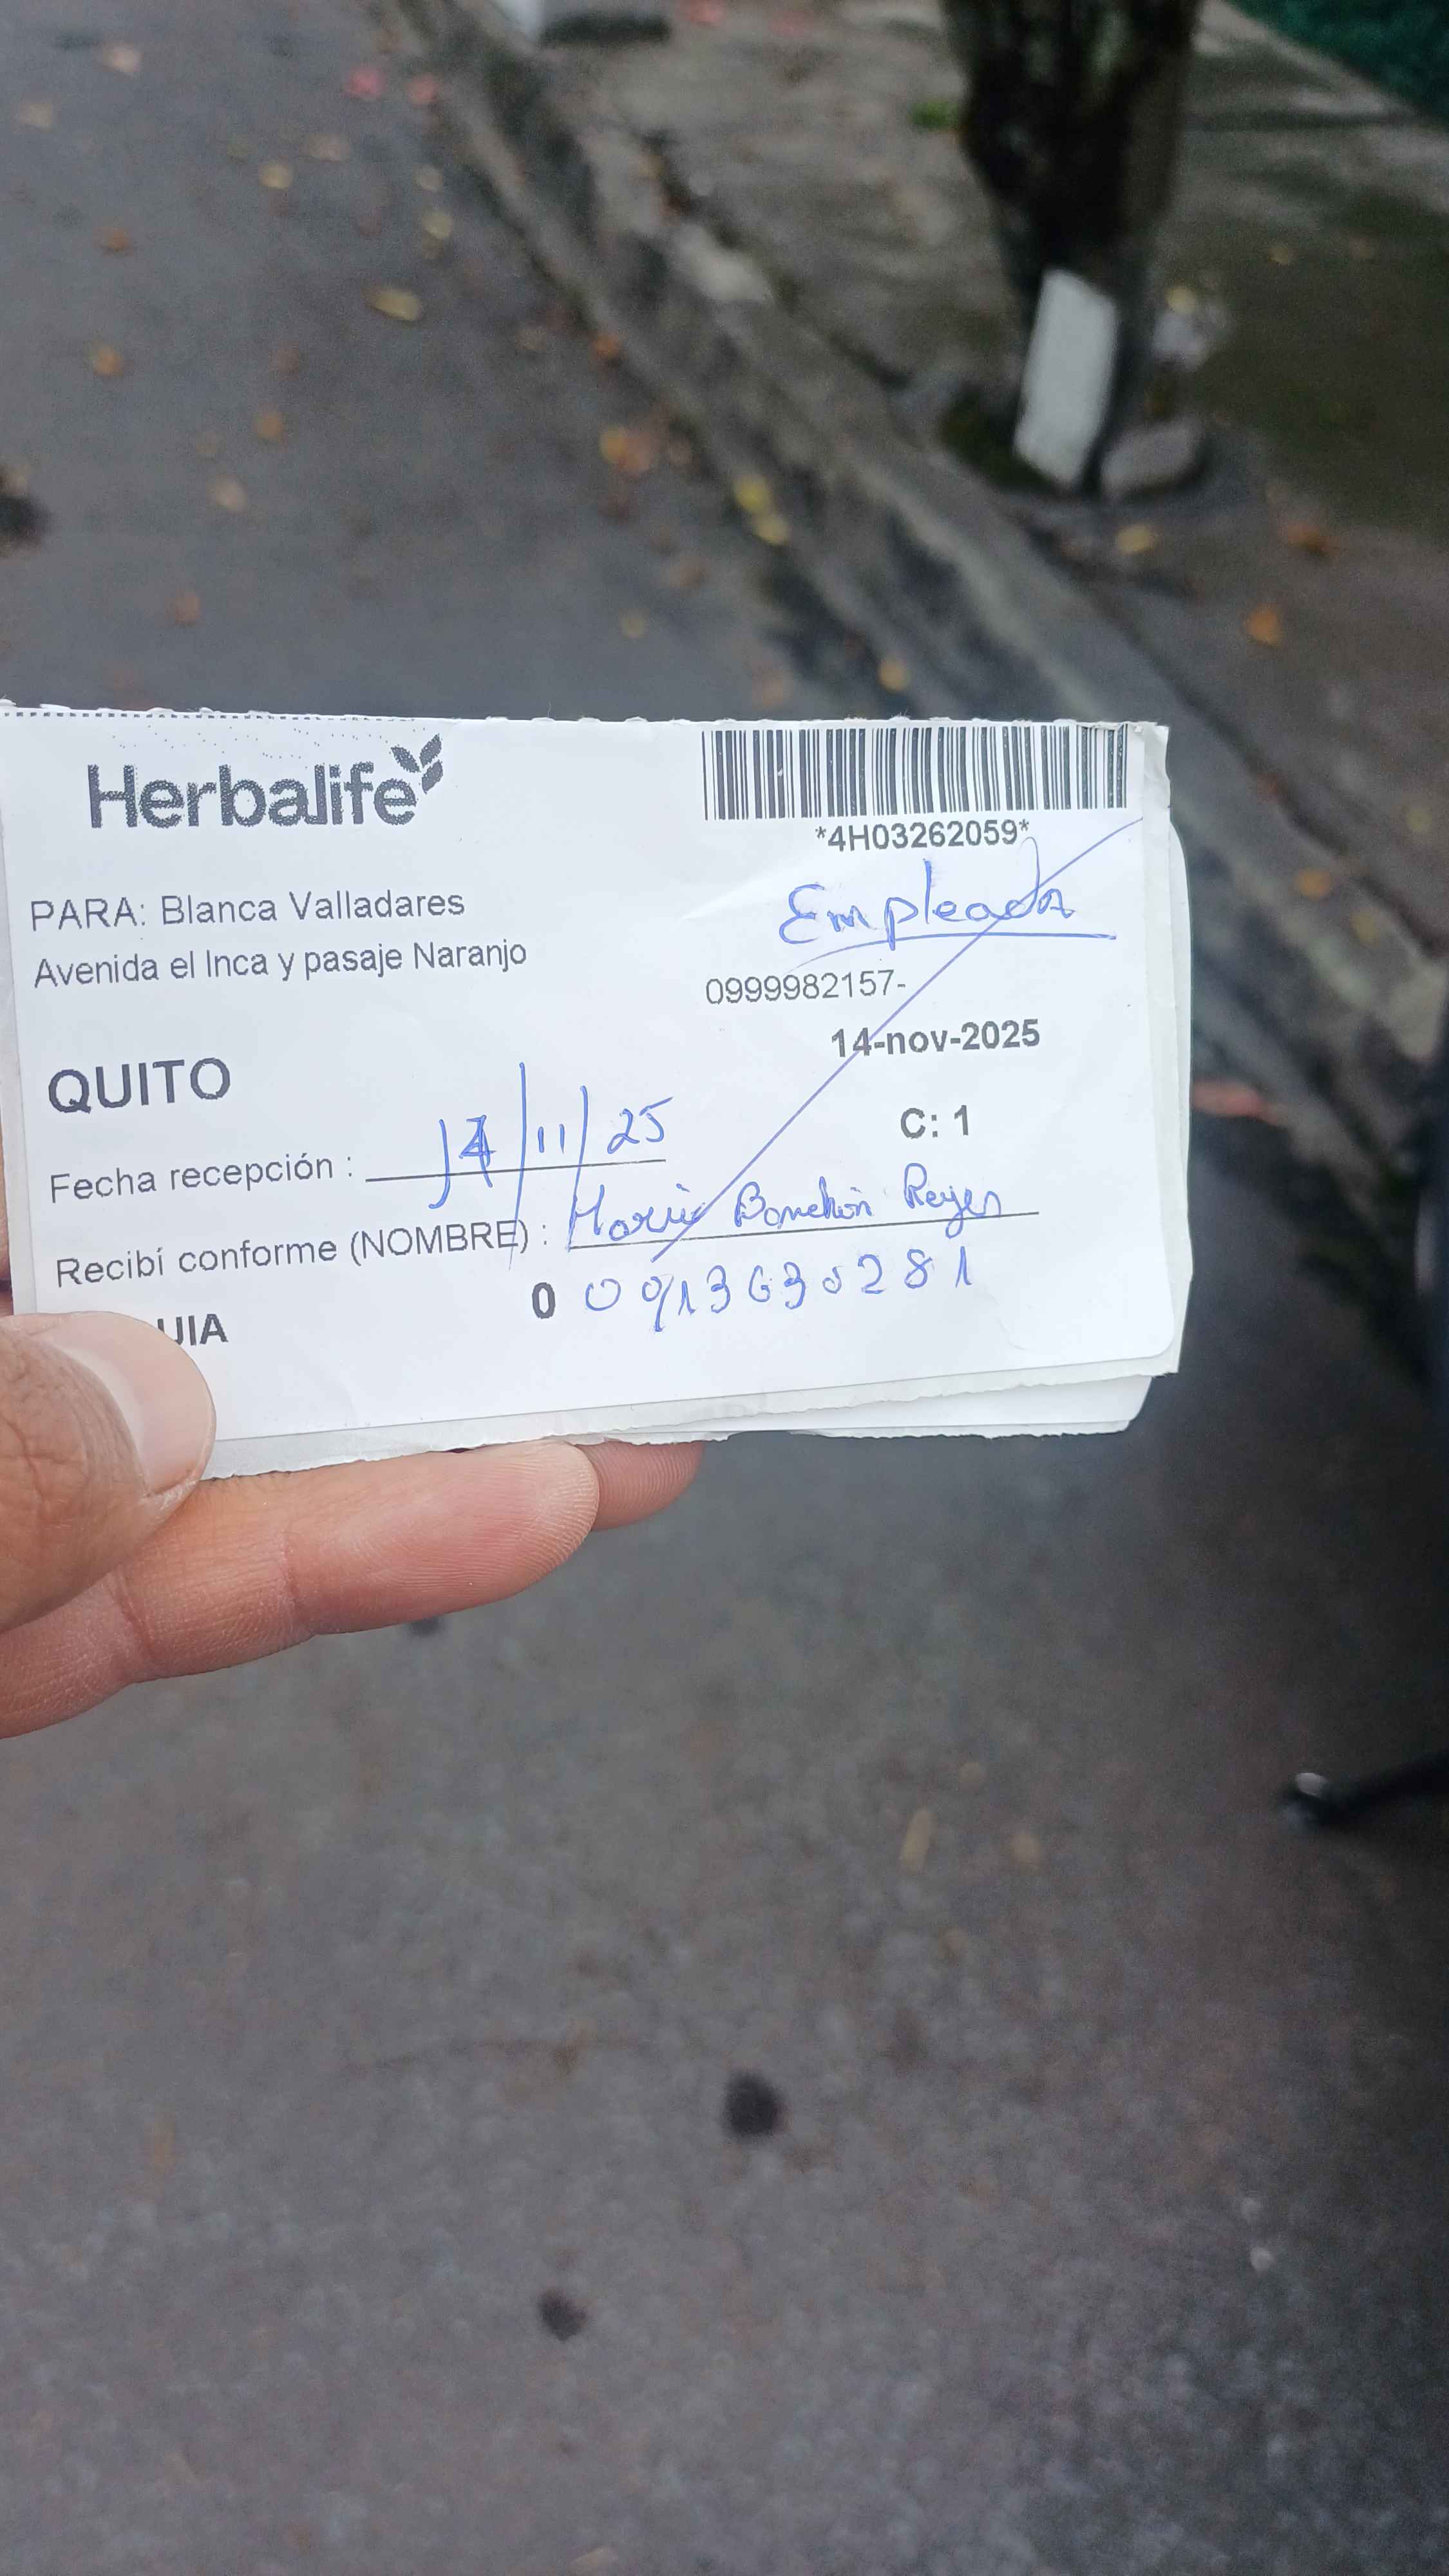 Herbalife
*4H03262059*
Empleada
PARA: Blanca Valladares
Avenida el Inca y pasaje Naranjo
0999982157-
14-nov-2025
QUITO
C: 1
Fecha recepción : 14/11/25
Recibí conforme (NOMBRE) : Reyes
0
UIA